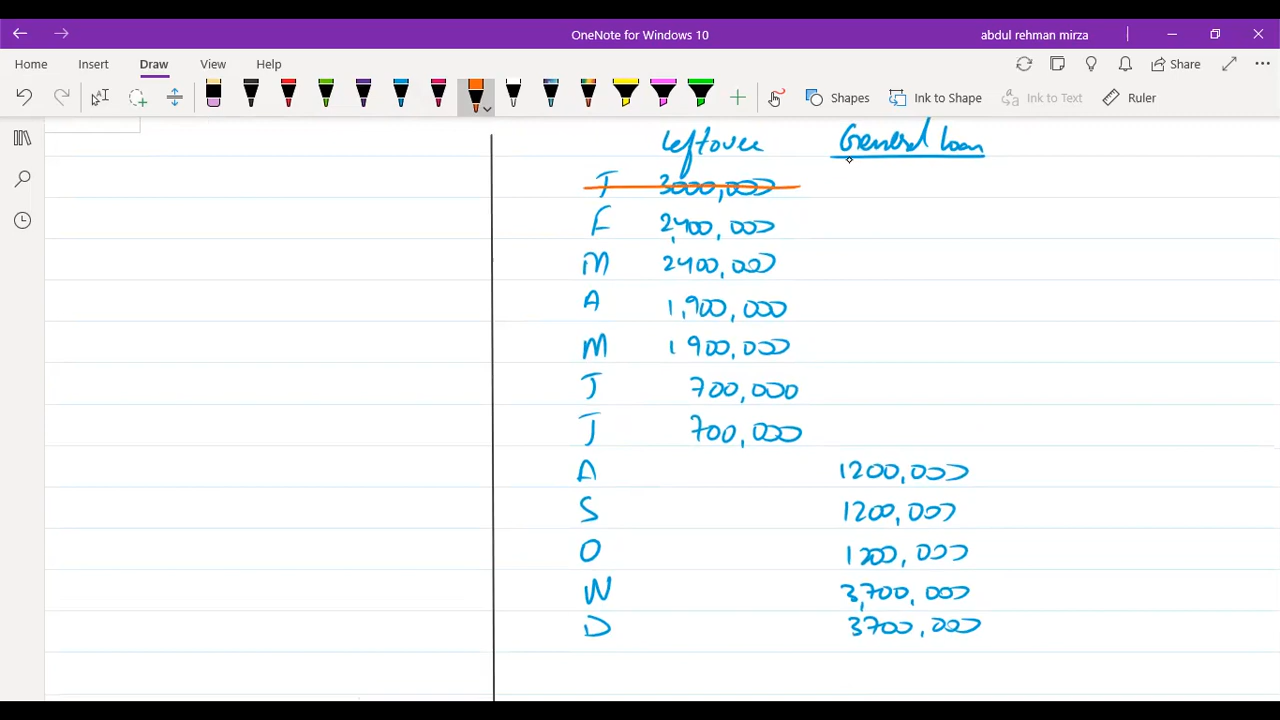 OneNote for Windows 10
abdul rehman mirza
Home Insert Draw View Help
Share
Shapes Ink to Shape Ink to Text Ruler
Leftover General loan
J 3000,000
F 2,400,000
M 2400,000
A 1,900,000
M 1900,000
J 700,000
J 700,000
A 1200,000
S 1200,000
O 1200,000
N 3,700,000
D 3700,000